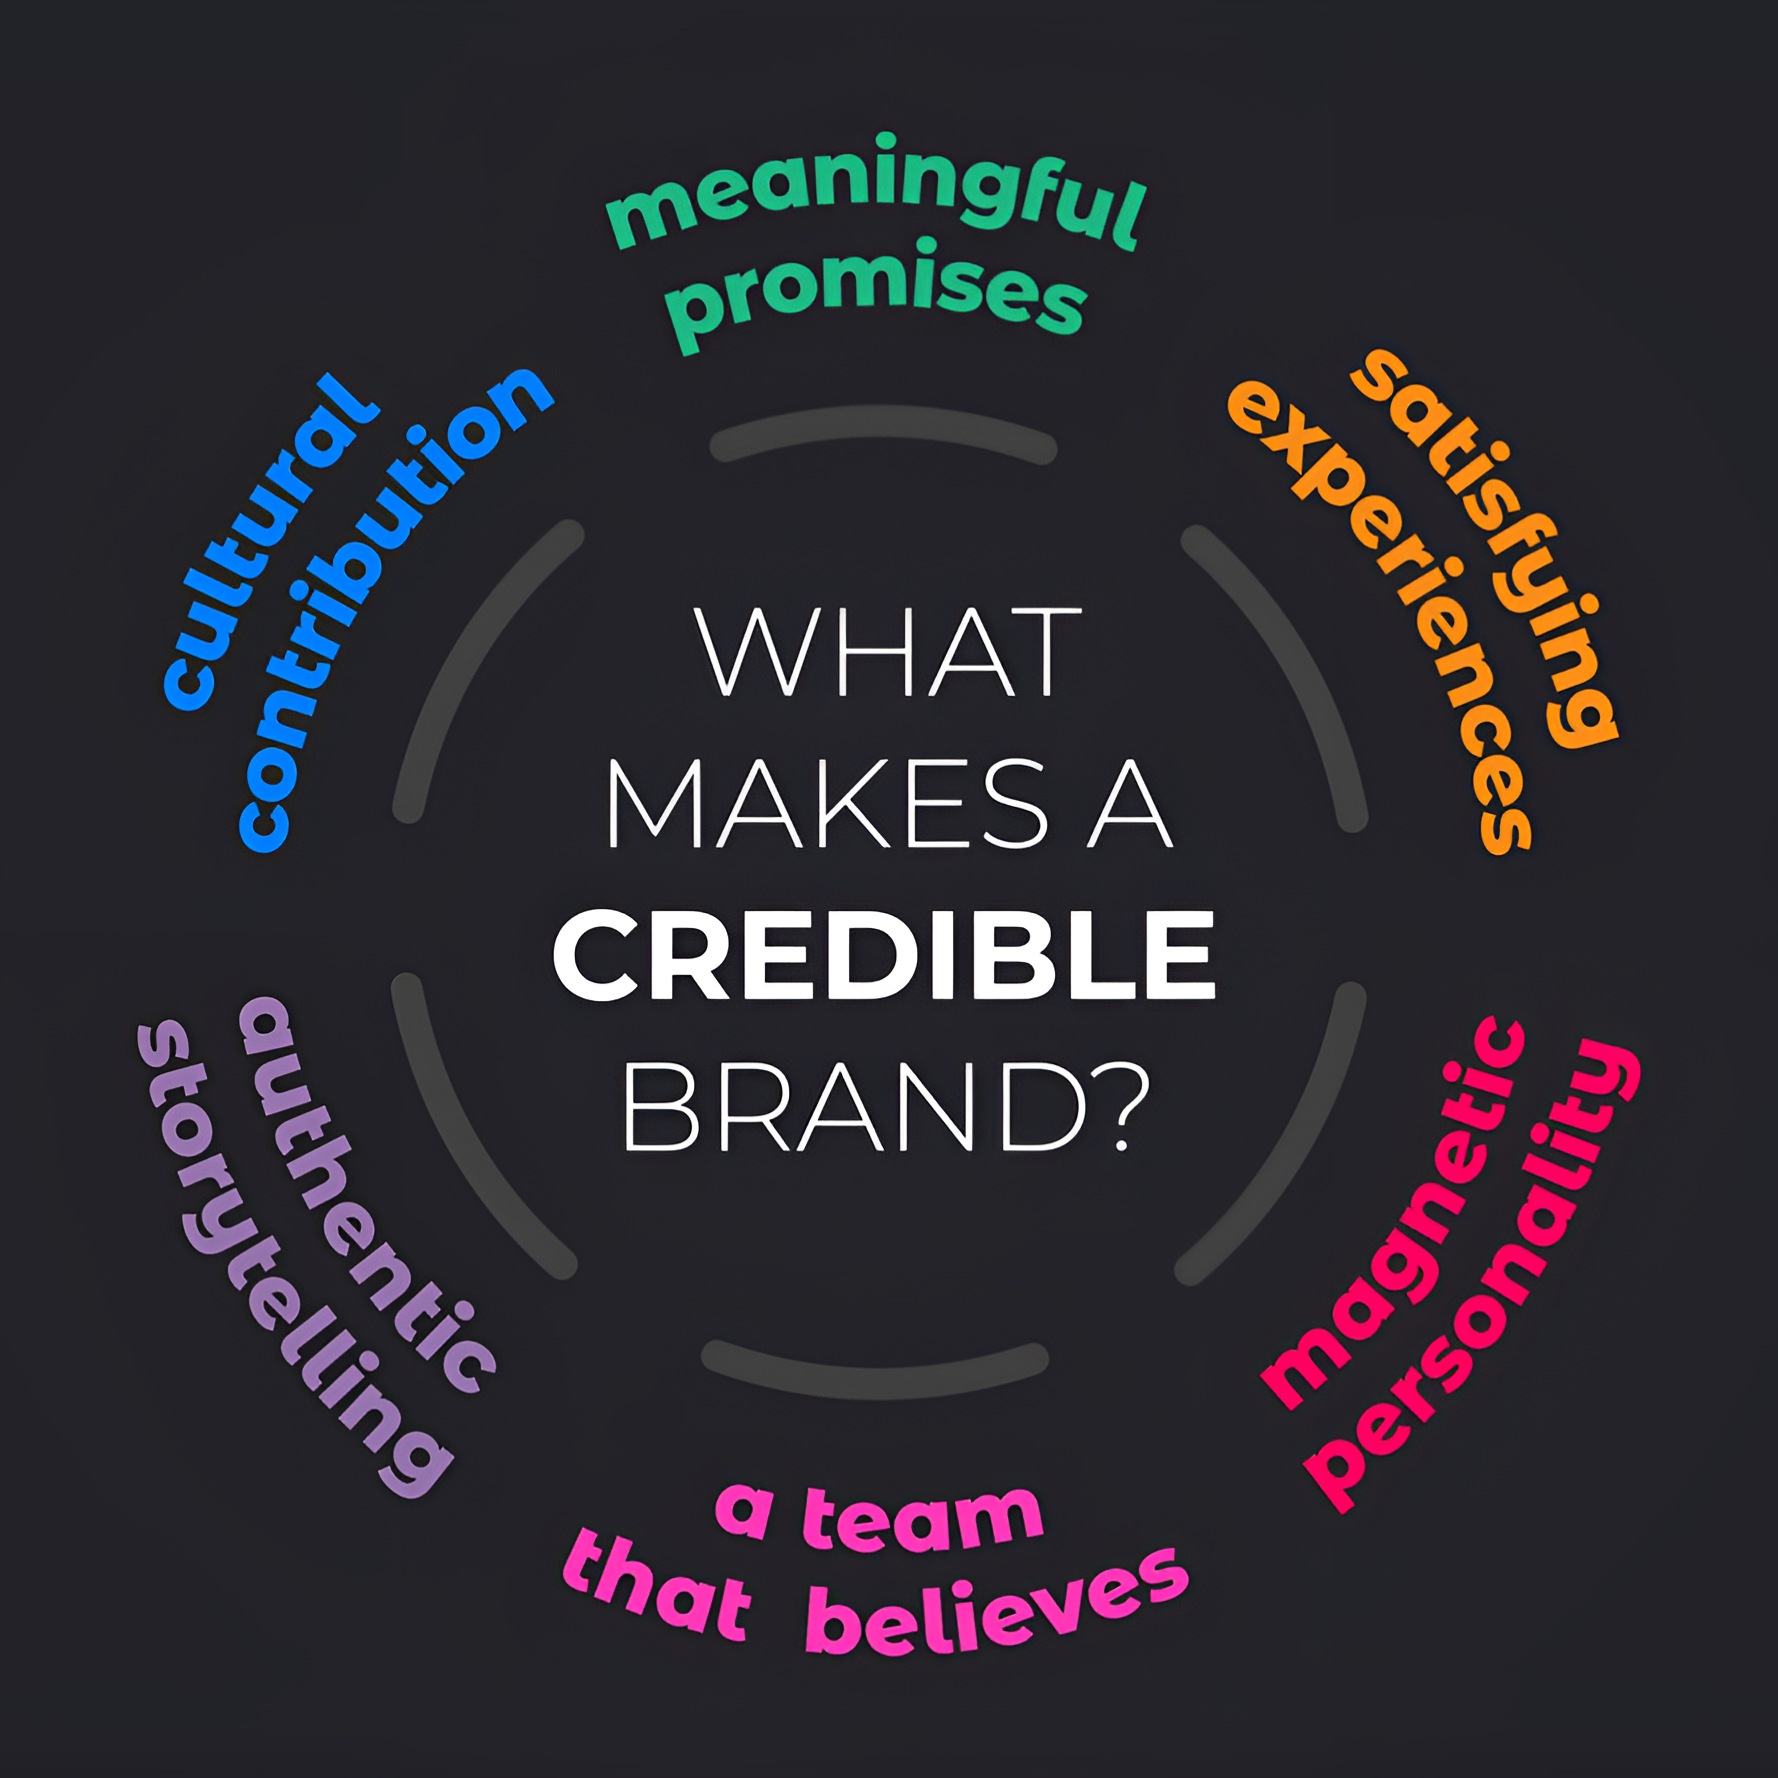 meaningful
promises
satisfying
experiences
magnetic
personality
a team
that believes
authentic
storytelling
cultural
contribution
WHAT
MAKES A
CREDIBLE
BRAND?